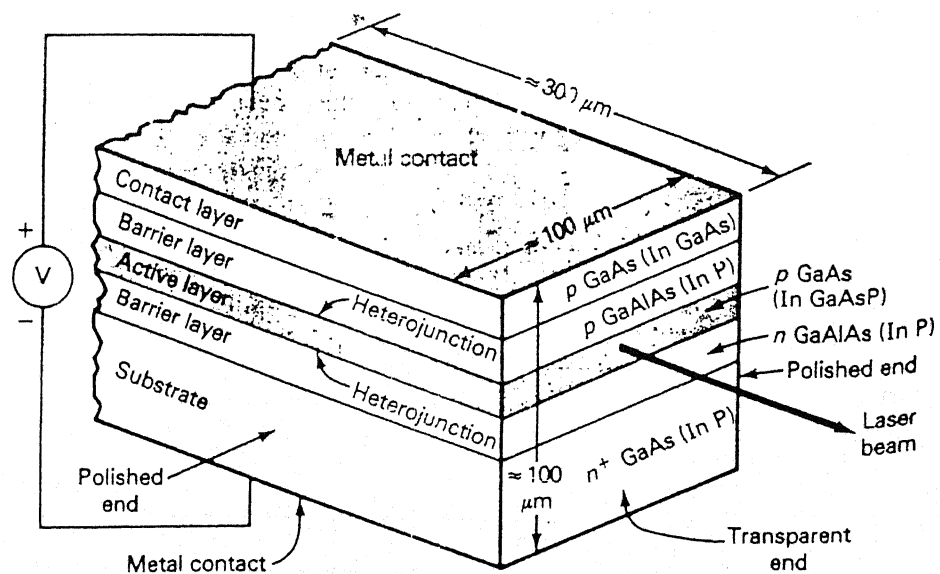 ≈ 300 μm
Metal contact
≈ 100 μm
Contact layer
Barrier layer
Active layer
Barrier layer
Substrate
Heterojunction
Heterojunction
p GaAs (In GaAs)
p GaAlAs (In P)
p GaAs
(In GaAsP)
n GaAlAs (In P)
Polished end
Laser
beam
n+ GaAs (In P)
≈ 100
μm
+
V
–
Polished
end
Metal contact
Transparent
end